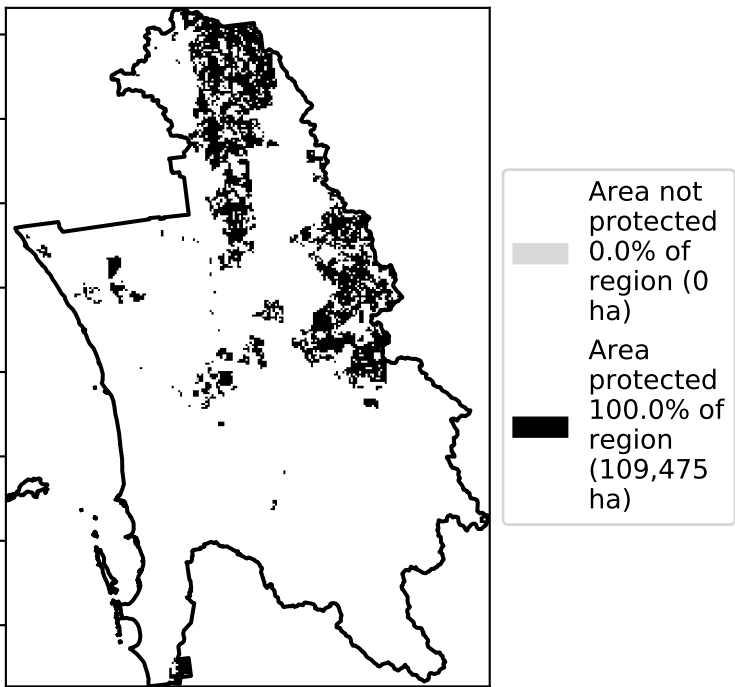 Area not
protected
0.0% of
region (0
ha)
Area
protected
100.0% of
region
(109,475
ha)